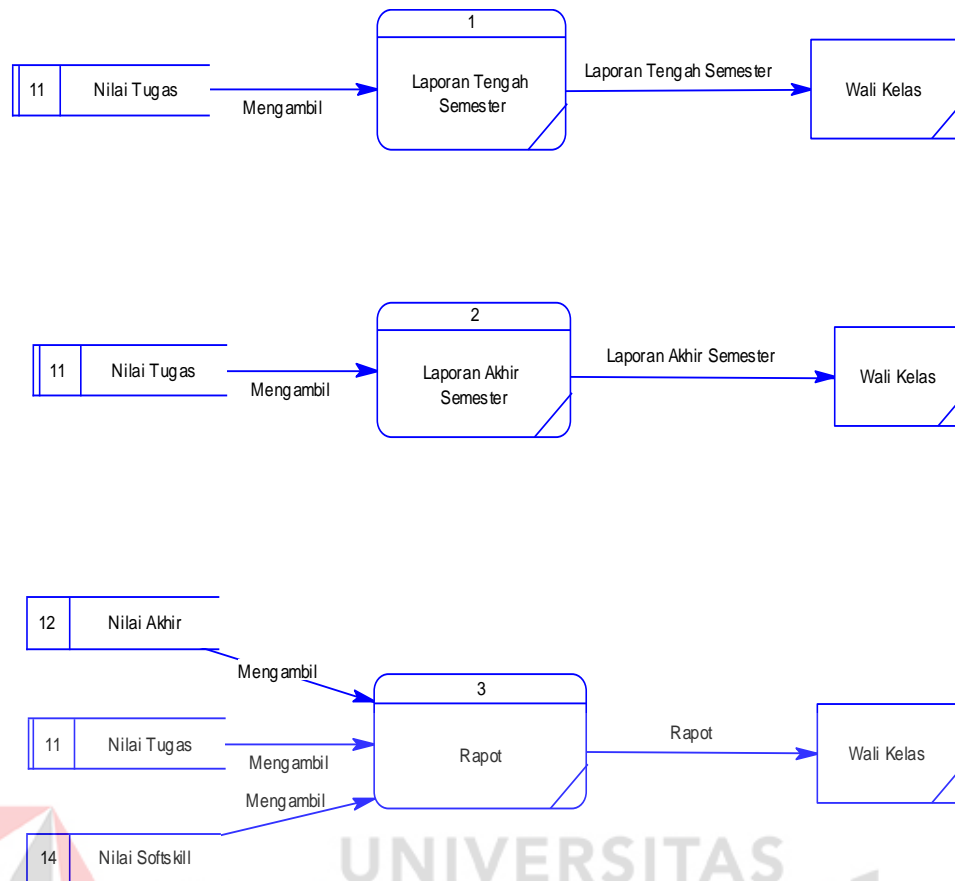 1
11
Nilai Tugas
Mengambil
Laporan Tengah
Semester
Laporan Tengah Semester
Wali Kelas
2
11
Nilai Tugas
Mengambil
Laporan Akhir
Semester
Laporan Akhir Semester
Wali Kelas
12
Nilai Akhir
Mengambil
3
11
Nilai Tugas
Mengambil
Rapot
Rapot
Wali Kelas
Mengambil
14
Nilai Softskill
UNIVERSITAS